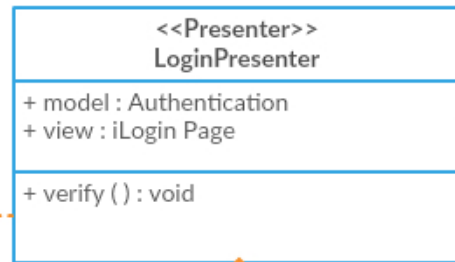 <<Presenter>>
LoginPresenter
+ model : Authentication
+ view : iLogin Page
+ verify ( ) : void